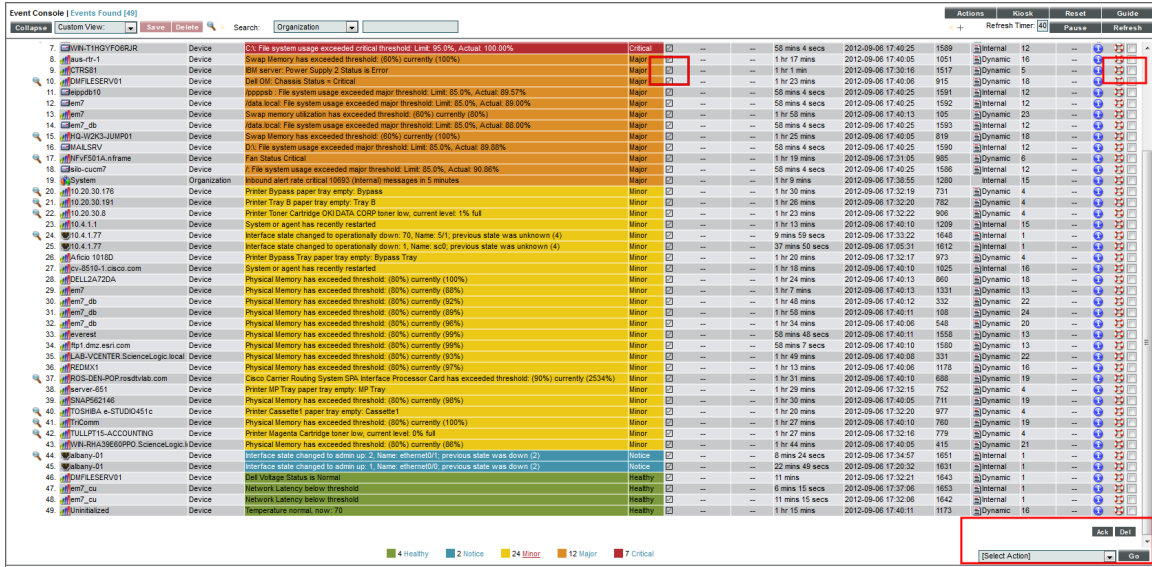 Event Console | Events Found [49] Actions Kiosk Reset Guide
Collapse Custom View: Save Delete Search: Organization Refresh Timer: 40 Pause Refresh
7. WIN-T1HGYFO6RJR Device C:\: File system usage exceeded critical threshold: Limit: 95.0%, Actual: 100.00% Critical -- -- 58 mins 4 secs 2012-09-06 17:40:25 1589 Internal 12 --
8. aus-rtr-1 Device Swap Memory has exceeded threshold: (60%) currently (100%) Major -- -- 1 hr 17 mins 2012-09-06 17:40:05 1051 Dynamic 16 --
9. CTRS81 Device IBM server: Power Supply 2 Status is Error Major -- -- 1 hr 1 min 2012-09-06 17:30:16 1517 Dynamic 5 --
10. DMFILESERV01 Device Dell OM: Chassis Status = Critical Major -- -- 1 hr 23 mins 2012-09-06 17:40:06 915 Dynamic 18 --
11. eippdb10 Device /ppppsb : File system usage exceeded major threshold: Limit: 85.0%, Actual: 89.57% Major -- -- 58 mins 4 secs 2012-09-06 17:40:25 1591 Internal 12 --
12. em7 Device /data.local: File system usage exceeded major threshold: Limit: 85.0%, Actual: 89.00% Major -- -- 58 mins 4 secs 2012-09-06 17:40:25 1592 Internal 12 --
13. em7 Device Swap memory utilization has exceeded threshold: (60%) currently (80%) Major -- -- 1 hr 58 mins 2012-09-06 17:40:13 105 Dynamic 23 --
14. em7_db Device /data.local: File system usage exceeded major threshold: Limit: 85.0%, Actual: 88.00% Major -- -- 58 mins 4 secs 2012-09-06 17:40:25 1593 Internal 12 --
15. HQ-W2K3-JUMP01 Device Swap Memory has exceeded threshold: (60%) currently (100%) Major -- -- 1 hr 25 mins 2012-09-06 17:40:05 819 Dynamic 18 --
16. MAILSRV Device D:\: File system usage exceeded major threshold: Limit: 85.0%, Actual: 89.88% Major -- -- 58 mins 4 secs 2012-09-06 17:40:25 1590 Internal 12 --
17. NFvF501A.nframe Device Fan Status Critical Major -- -- 1 hr 19 mins 2012-09-06 17:31:05 985 Dynamic 6 --
18. silo-cucm7 Device /: File system usage exceeded major threshold: Limit: 85.0%, Actual: 90.86% Major -- -- 58 mins 4 secs 2012-09-06 17:40:25 1586 Internal 12 --
19. System Organization Inbound alert rate critical 10693 (Internal) messages in 5 minutes Major -- -- 1 hr 9 mins 2012-09-06 17:38:55 1280 Internal 15 --
20. 10.20.30.176 Device Printer Bypass paper tray empty: Bypass Minor -- -- 1 hr 30 mins 2012-09-06 17:32:19 731 Dynamic 4 --
21. 10.20.30.191 Device Printer Tray B paper tray empty: Tray B Minor -- -- 1 hr 26 mins 2012-09-06 17:32:20 782 Dynamic 4 --
22. 10.20.30.8 Device Printer Toner Cartridge OKI DATA CORP toner low, current level: 1% full Minor -- -- 1 hr 23 mins 2012-09-06 17:32:22 906 Dynamic 4 --
23. 10.4.1.1 Device System or agent has recently restarted Minor -- -- 1 hr 13 mins 2012-09-06 17:40:10 1209 Internal 15 --
24. 10.4.1.77 Device Interface state changed to operationally down: 70, Name: 5/1; previous state was unknown (4) Minor -- -- 9 mins 59 secs 2012-09-06 17:33:22 1648 Internal 1 --
25. 10.4.1.77 Device Interface state changed to operationally down: 1, Name: sc0; previous state was unknown (4) Minor -- -- 37 mins 50 secs 2012-09-06 17:05:31 1612 Internal 1 --
26. Aficio 1018D Device Printer Bypass Tray paper tray empty: Bypass Tray Minor -- -- 1 hr 20 mins 2012-09-06 17:32:17 973 Dynamic 4 --
27. cv-8510-1.cisco.com Device System or agent has recently restarted Minor -- -- 1 hr 18 mins 2012-09-06 17:40:10 1025 Internal 16 --
28. DELL2A72DA Device Physical Memory has exceeded threshold: (80%) currently (100%) Minor -- -- 1 hr 24 mins 2012-09-06 17:40:13 860 Dynamic 18 --
29. em7 Device Physical Memory has exceeded threshold: (80%) currently (88%) Minor -- -- 1 hr 7 mins 2012-09-06 17:40:13 1331 Dynamic 13 --
30. em7_db Device Physical Memory has exceeded threshold: (80%) currently (92%) Minor -- -- 1 hr 48 mins 2012-09-06 17:40:12 332 Dynamic 22 --
31. em7_db Device Physical Memory has exceeded threshold: (80%) currently (89%) Minor -- -- 1 hr 58 mins 2012-09-06 17:40:11 108 Dynamic 24 --
32. em7_db Device Physical Memory has exceeded threshold: (80%) currently (96%) Minor -- -- 1 hr 34 mins 2012-09-06 17:40:06 548 Dynamic 20 --
33. everest Device Physical Memory has exceeded threshold: (80%) currently (99%) Minor -- -- 58 mins 48 secs 2012-09-06 17:40:11 1558 Dynamic 13 --
34. ftp1.dmz.esri.com Device Physical Memory has exceeded threshold: (80%) currently (99%) Minor -- -- 58 mins 7 secs 2012-09-06 17:40:10 1580 Dynamic 13 --
35. LAB-VCENTER.ScienceLogic.local Device Physical Memory has exceeded threshold: (80%) currently (93%) Minor -- -- 1 hr 49 mins 2012-09-06 17:40:08 331 Dynamic 22 --
36. REDMX1 Device Physical Memory has exceeded threshold: (80%) currently (97%) Minor -- -- 1 hr 13 mins 2012-09-06 17:40:06 1178 Dynamic 16 --
37. ROS-DEN-POP.rosdtvlab.com Device Cisco Carrier Routing System SPA Interface Processor Card has exceeded threshold: (90%) currently (2534%) Minor -- -- 1 hr 31 mins 2012-09-06 17:40:10 688 Dynamic 19 --
38. server-651 Device Printer MP Tray paper tray empty: MP Tray Minor -- -- 1 hr 29 mins 2012-09-06 17:32:15 752 Dynamic 4 --
39. SNAP562146 Device Physical Memory has exceeded threshold: (80%) currently (98%) Minor -- -- 1 hr 30 mins 2012-09-06 17:40:05 711 Dynamic 19 --
40. TOSHIBA e-STUDIO451c Device Printer Cassette1 paper tray empty: Cassette1 Minor -- -- 1 hr 20 mins 2012-09-06 17:32:20 977 Dynamic 4 --
41. TriComm Device Physical Memory has exceeded threshold: (80%) currently (100%) Minor -- -- 1 hr 27 mins 2012-09-06 17:40:10 760 Dynamic 19 --
42. TULLPT15-ACCOUNTING Device Printer Magenta Cartridge toner low, current level: 0% full Minor -- -- 1 hr 27 mins 2012-09-06 17:32:16 779 Dynamic 4 --
43. WIN-RHA39E60PPO.ScienceLogic.l Device Physical Memory has exceeded threshold: (80%) currently (86%) Minor -- -- 1 hr 44 mins 2012-09-06 17:40:05 415 Dynamic 21 --
44. albany-01 Device Interface state changed to admin up: 2, Name: ethernet0/1; previous state was down (2) Notice -- -- 8 mins 24 secs 2012-09-06 17:34:57 1651 Internal 1 --
45. albany-01 Device Interface state changed to admin up: 1, Name: ethernet0/0; previous state was down (2) Notice -- -- 22 mins 49 secs 2012-09-06 17:20:32 1631 Internal 1 --
46. DMFILESERV01 Device Dell Voltage Status is Normal Healthy -- -- 11 mins 2012-09-06 17:32:21 1643 Dynamic 1 --
47. em7_cu Device Network Latency below threshold Healthy -- -- 6 mins 15 secs 2012-09-06 17:37:06 1653 Internal 1 --
48. em7_cu Device Network Latency below threshold Healthy -- -- 11 mins 15 secs 2012-09-06 17:32:06 1642 Internal 1 --
49. Uninitialized Device Temperature normal, now: 70 Healthy -- -- 1 hr 15 mins 2012-09-06 17:40:11 1173 Dynamic 16 --
Ack Del
4 Healthy 2 Notice 24 Minor 12 Major 7 Critical [Select Action] Go